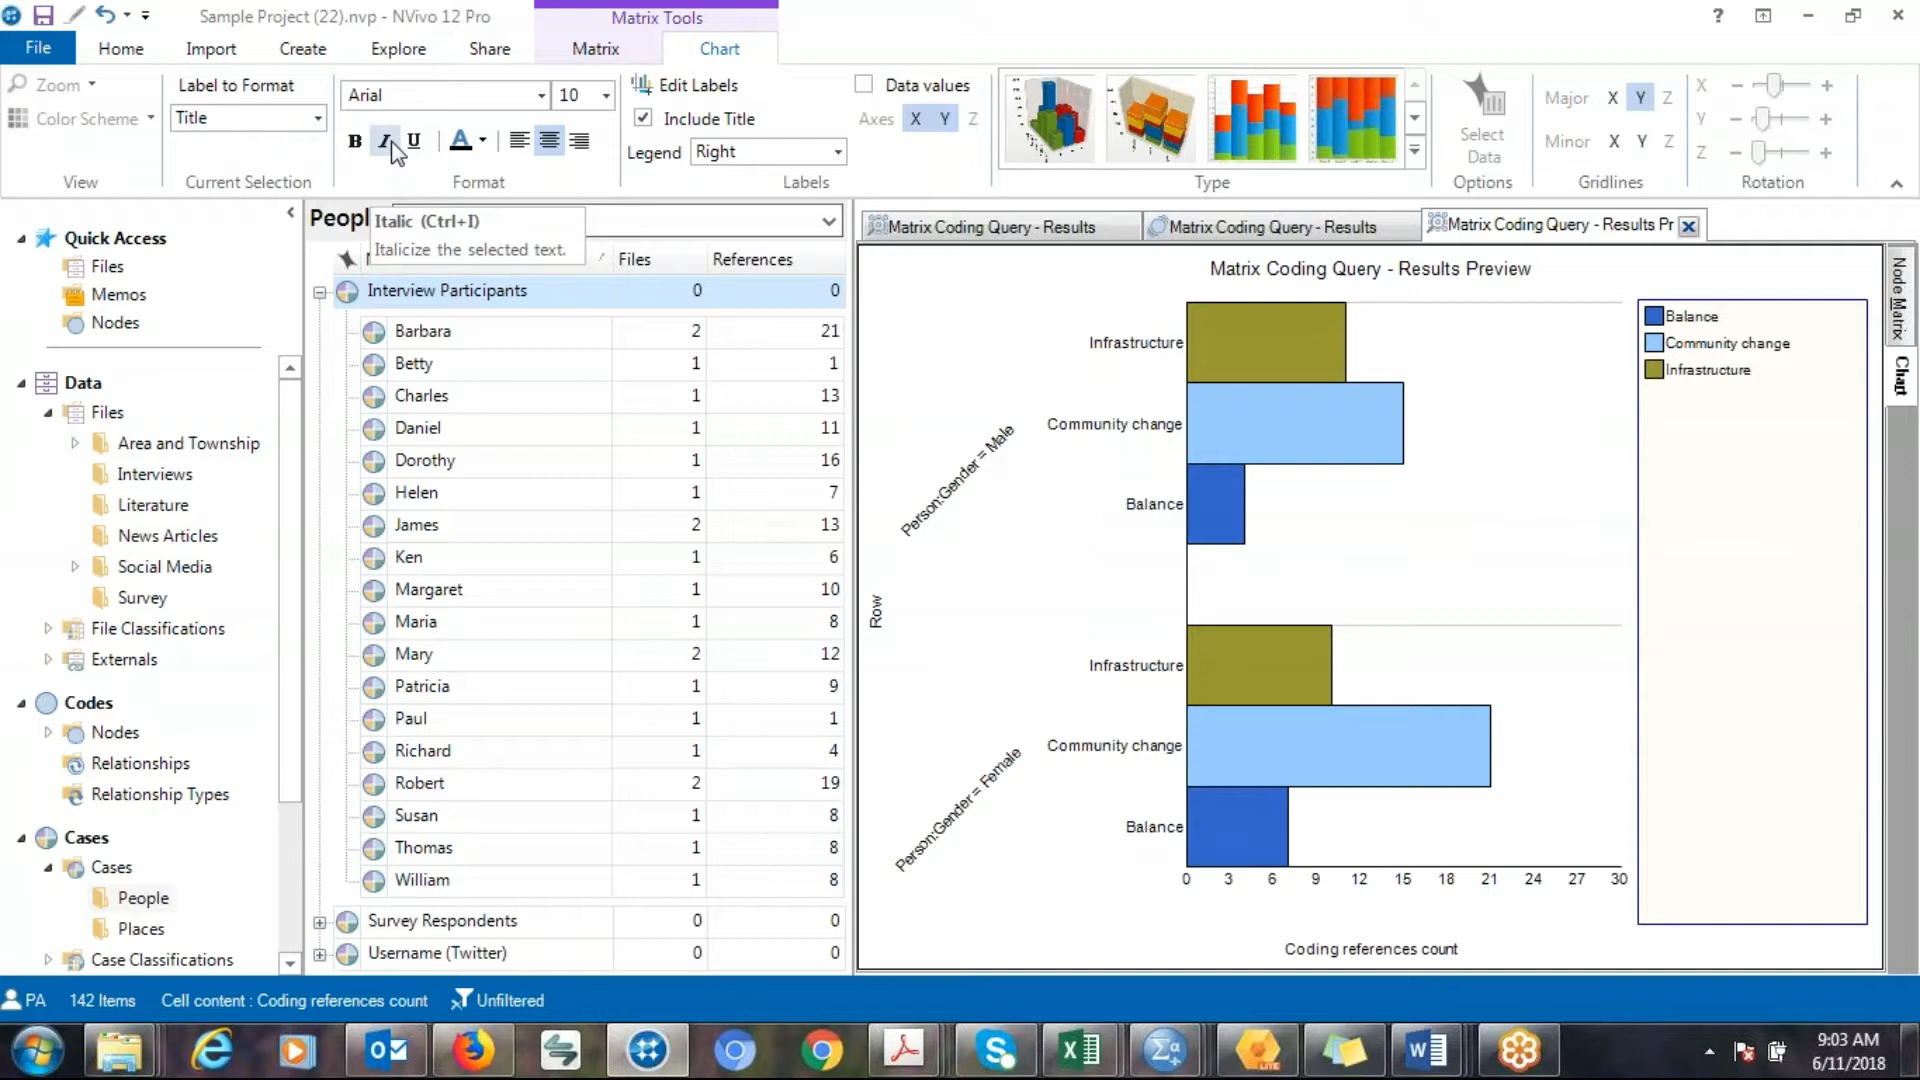 Sample Project (22).nvp - NVivo 12 Pro
Matrix Tools
File
Home
Import
Create
Explore
Share
Matrix
Chart
Zoom
Color Scheme
View
Label to Format
Title
Current Selection
Arial
10
B I U A
Format
Edit Labels
Include Title
Legend Right
Data values
Axes X Y Z
Labels
Type
Select
Data
Options
Major X Y Z
Minor X Y Z
Gridlines
X
Y
Z
Rotation
Quick Access
Files
Memos
Nodes
Data
Files
Area and Township
Interviews
Literature
News Articles
Social Media
Survey
File Classifications
Externals
Codes
Nodes
Relationships
Relationship Types
Cases
Cases
People
Places
Case Classifications
Peopl
Italic (Ctrl+I)
Italicize the selected text.
Files References
Interview Participants 0 0
Barbara 2 21
Betty 1 1
Charles 1 13
Daniel 1 11
Dorothy 1 16
Helen 1 7
James 2 13
Ken 1 6
Margaret 1 10
Maria 1 8
Mary 2 12
Patricia 1 9
Paul 1 1
Richard 1 4
Robert 2 19
Susan 1 8
Thomas 1 8
William 1 8
Survey Respondents 0 0
Username (Twitter) 0 0
Matrix Coding Query - Results
Matrix Coding Query - Results
Matrix Coding Query - Results Pr
Matrix Coding Query - Results Preview
Infrastructure
Community change
Balance
Person:Gender = Male
Row
Infrastructure
Community change
Balance
Person:Gender = Female
0 3 6 9 12 15 18 21 24 27 30
Coding references count
Balance
Community change
Infrastructure
Node Matrix
Chart
PA 142 Items Cell content : Coding references count Unfiltered
9:03 AM
6/11/2018